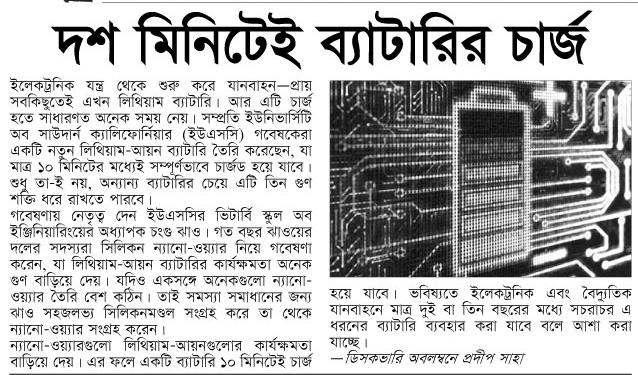 দশ মিনিটেই ব্যাটারির চার্জ
ইলেকট্রনিক যন্ত্র থেকে শুরু করে যানবাহন—প্রায়
সবকিছুতেই এখন লিথিয়াম ব্যাটারি। আর এটি চার্জ
হতে সাধারণত অনেক সময় নেয়। সম্প্রতি ইউনিভার্সিটি
অব সাউদার্ন ক্যালিফোর্নিয়ার (ইউএসসি) গবেষকেরা
একটি নতুন লিথিয়াম-আয়ন ব্যাটারি তৈরি করেছেন, যা
মাত্র ১০ মিনিটের মধ্যেই সম্পূর্ণভাবে চার্জড হয়ে যাবে।
শুধু তা-ই নয়, অন্যান্য ব্যাটারির চেয়ে এটি তিন গুণ
শক্তি ধরে রাখতে পারবে।
গবেষণায় নেতৃত্ব দেন ইউএসসির ভিটার্বি স্কুল অব
ইঞ্জিনিয়ারিংয়ের অধ্যাপক চংগু ঝাও। গত বছর ঝাওয়ের
দলের সদস্যরা সিলিকন ন্যানো-ওয়্যার নিয়ে গবেষণা
করেন, যা লিথিয়াম-আয়ন ব্যাটারির কার্যক্ষমতা অনেক
গুণ বাড়িয়ে দেয়। যদিও একসঙ্গে অনেকগুলো ন্যানো-
ওয়্যার তৈরি বেশ কঠিন। তাই সমস্যা সমাধানের জন্য
ঝাও সহজলভ্য সিলিকনমণ্ডল সংগ্রহ করে তা থেকে
ন্যানো-ওয়্যার সংগ্রহ করেন।
ন্যানো-ওয়্যারগুলো লিথিয়াম-আয়নগুলোর কার্যক্ষমতা
বাড়িয়ে দেয়। এর ফলে একটি ব্যাটারি ১০ মিনিটেই চার্জ
হয়ে যাবে। ভবিষ্যতে ইলেকট্রনিক এবং বৈদ্যুতিক
যানবাহনে মাত্র দুই বা তিন বছরের মধ্যে সচরাচর এ
ধরনের ব্যাটারি ব্যবহার করা যাবে বলে আশা করা
যাচ্ছে।
—ডিসকভারি অবলম্বনে প্রদীপ সাহা